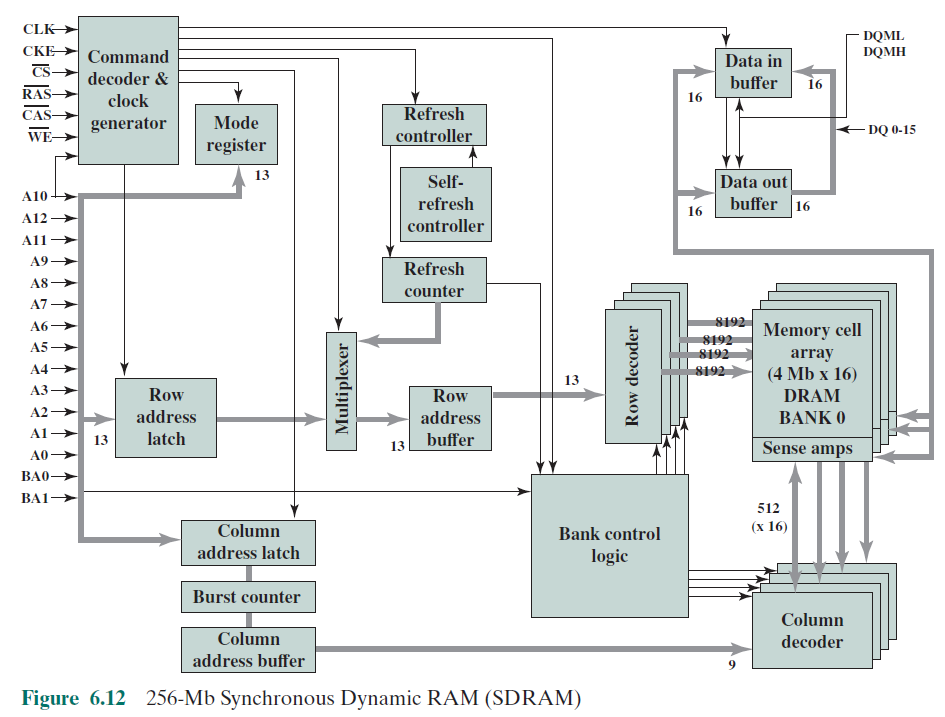 CLK
CKE
CS
RAS
CAS
WE
A10
A12
A11
A9
A8
A7
A6
A5
A4
A3
A2
A1
A0
BA0
BA1
Command
decoder &
clock
generator
Mode
register
13
Refresh
controller
Self-
refresh
controller
Refresh
counter
Data in
buffer
16
16
DQML
DQMH
DQ 0-15
Data out
buffer
16
16
13
Row
address
latch
Multiplexer
13
Row
address
buffer
13
Row decoder
8192
8192
8192
8192
Memory cell
array
(4 Mb x 16)
DRAM
BANK 0
Sense amps
512
(x 16)
Bank control
logic
Column
address latch
Burst counter
Column
address buffer
9
Column
decoder
Figure 6.12 256-Mb Synchronous Dynamic RAM (SDRAM)